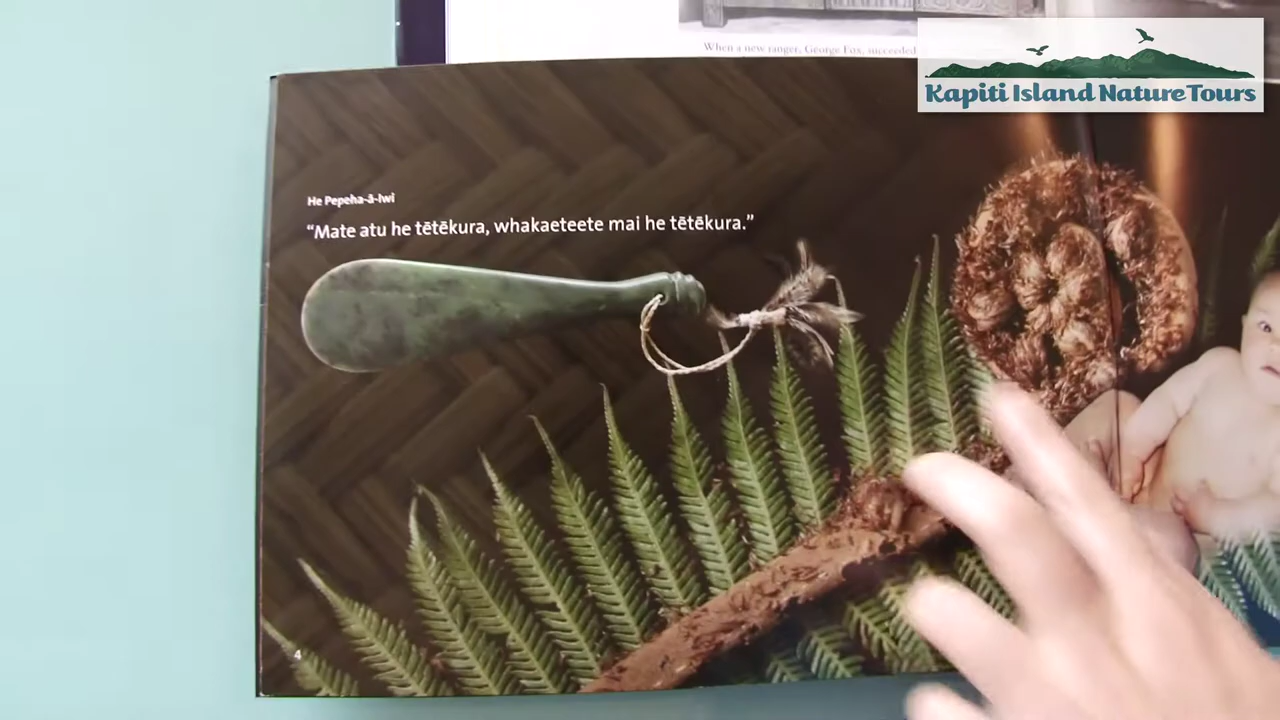 When a new ranger, George Fox, succeeded
Kapiti Island Nature Tours
He Pepeha-ā-Iwi
“Mate atu he tētēkura, whakaeteete mai he tētēkura.”
4